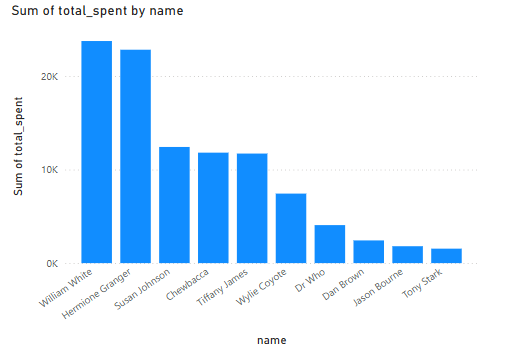 Sum of total_spent by name
Sum of total_spent
20K
10K
0K
William White
Hermione Granger
Susan Johnson
Chewbacca
Tiffany James
Wylie Coyote
Dr Who
Dan Brown
Jason Bourne
Tony Stark
name